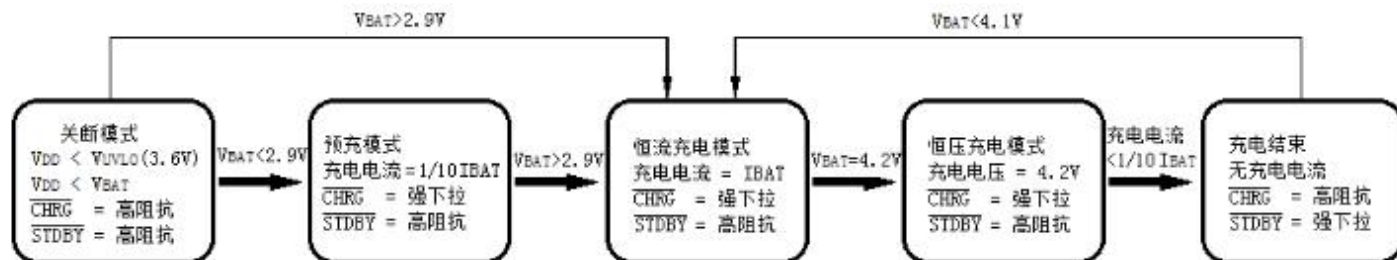 VBAT>2.9V
VBAT<4.1V
关断模式
VDD < VUVLO(3.6V)
VDD < VBAT
CHRG = 高阻抗
STDBY = 高阻抗
VBAT<2.9V
预充模式
充电电流=1/10IBAT
CHRG = 强下拉
STDBY = 高阻抗
VBAT>2.9V
恒流充电模式
充电电流 = IBAT
CHRG = 强下拉
STDBY = 高阻抗
VBAT=4.2V
恒压充电模式
充电电压 = 4.2V
CHRG = 强下拉
STDBY = 高阻抗
充电电流
<1/10IBAT
充电结束
无充电电流
CHRG = 高阻抗
STDBY = 强下拉